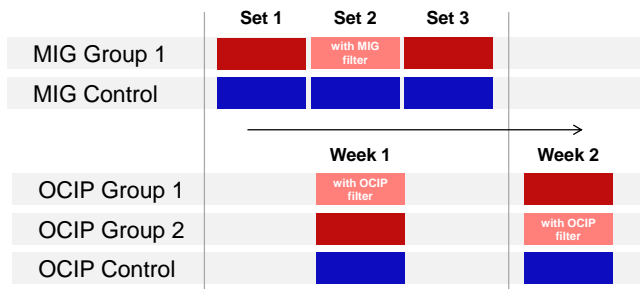 Set 1 Set 2 Set 3
MIG Group 1
with MIG
filter
MIG Control
Week 1 Week 2
OCIP Group 1
with OCIP
filter
OCIP Group 2
with OCIP
filter
OCIP Control